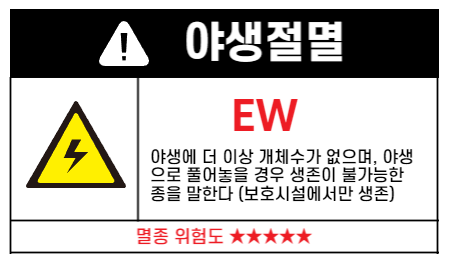 야생절멸
EW
야생에 더 이상 개체수가 없으며, 야생
으로 풀어놓을 경우 생존이 불가능한
종을 말한다 (보호시설에서만 생존)
멸종 위험도 ★★★★★